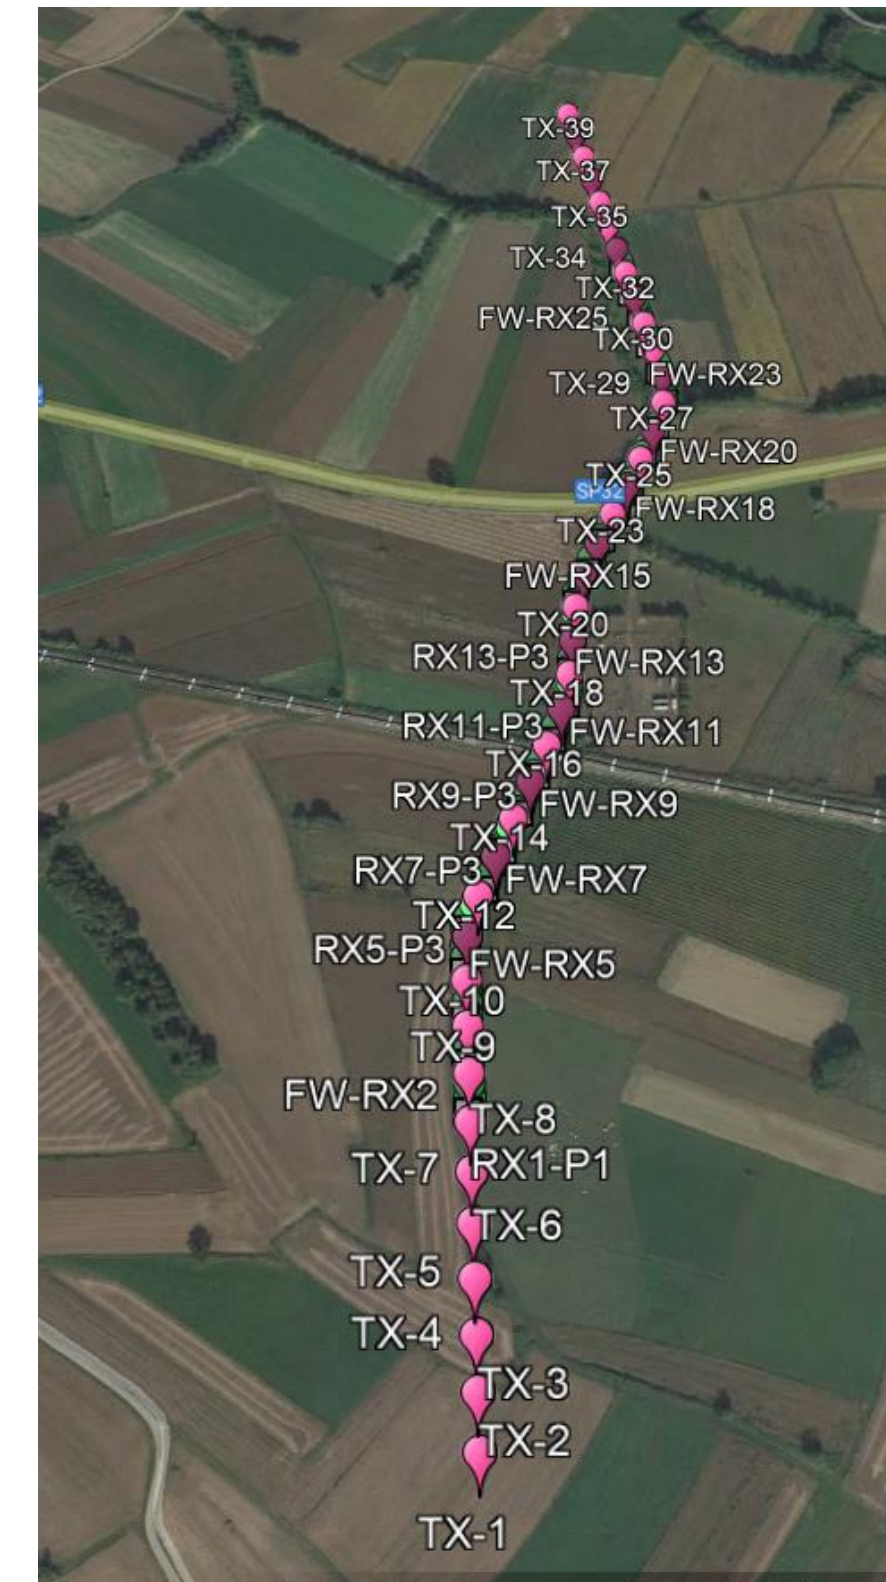 TX-39
TX-37
TX-35
TX-34
TX-32
FW-RX25
TX-30
FW-RX23
TX-29
TX-27
FW-RX20
TX-25
SP32
FW-RX18
TX-23
FW-RX15
TX-20
RX13-P3 FW-RX13
TX-18
RX11-P3 FW-RX11
TX-16
RX9-P3 FW-RX9
TX-14
RX7-P3 FW-RX7
TX-12
RX5-P3 FW-RX5
TX-10
TX-9
FW-RX2
TX-8
TX-7 RX1-P1
TX-6
TX-5
TX-4
TX-3
TX-2
TX-1